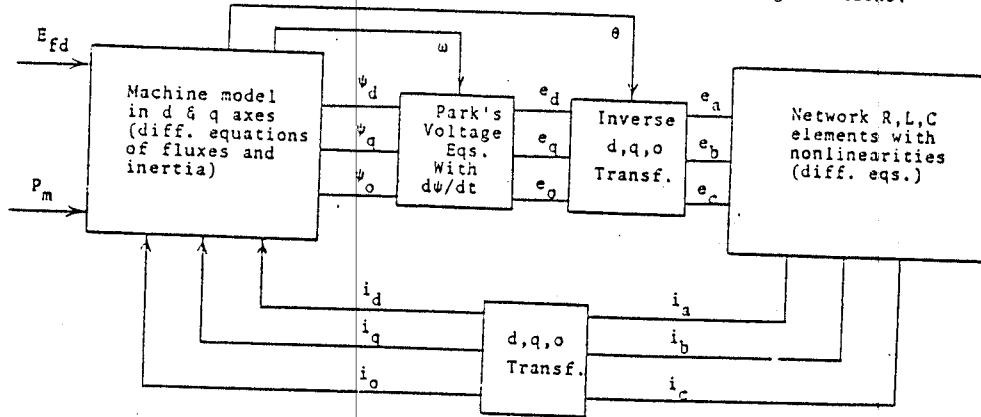 E_fd
P_m
Machine model
in d & q axes
(diff. equations
of fluxes and
inertia)
ω
θ
ψ_d
ψ_q
ψ_o
Park's
Voltage
Eqs.
With
dψ/dt
e_d
e_q
e_o
Inverse
d,q,o
Transf.
e_a
e_b
e_c
Network R,L,C
elements with
nonlinearities
(diff. eqs.)
i_d
i_q
i_o
d,q,o
Transf.
i_a
i_b
i_c